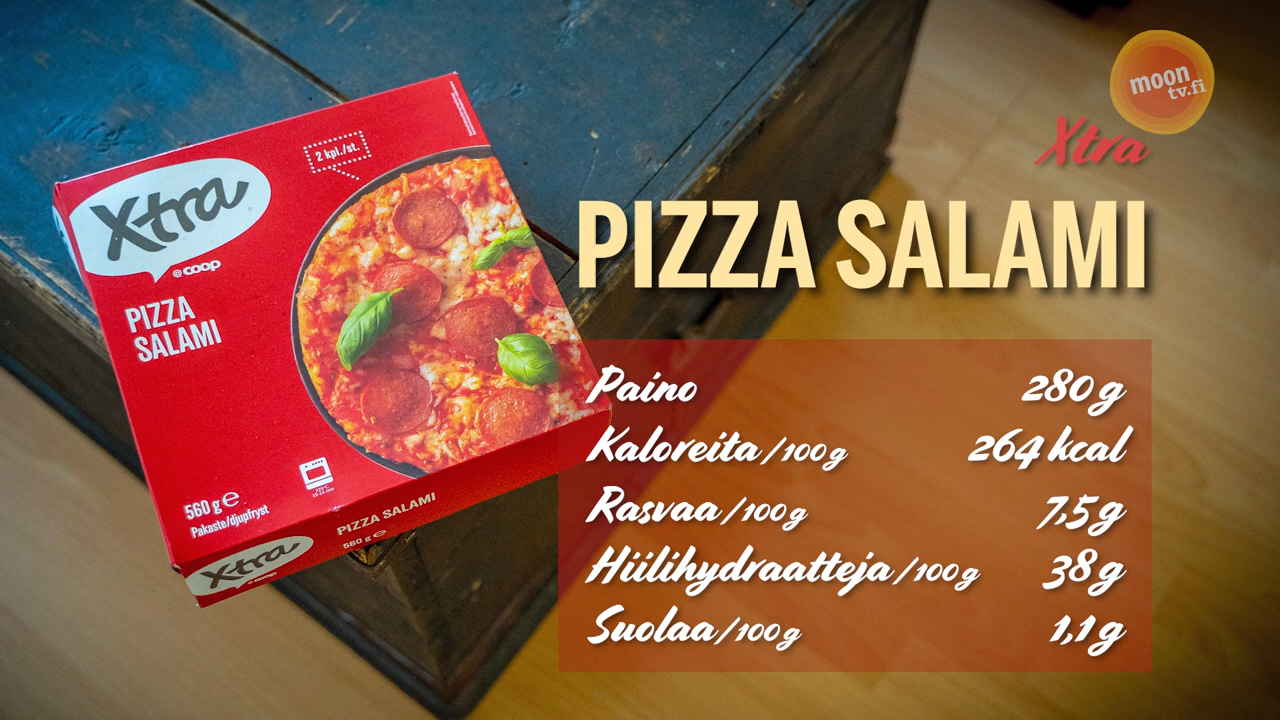 Xtra
coop
2 kpl./st.
PIZZA
SALAMI
560 g e
Pakaste/djupfryst
PIZZA SALAMI
560 g e
Xtra
coop
moon
tv.fi
Xtra
PIZZA SALAMI
Paino 280 g
Kaloreita/100 g 264 kcal
Rasvaa/100 g 7,5 g
Hiilihydraatteja/100 g 38 g
Suolaa/100 g 1,1 g